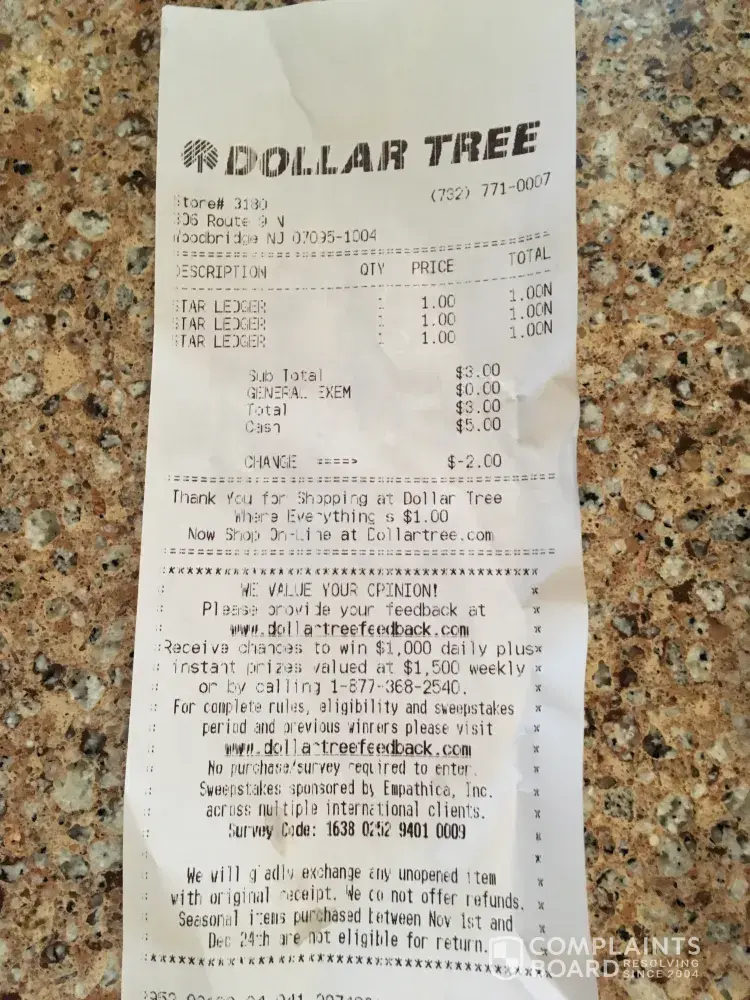 DOLLAR TREE
(732) 771-0007
Store# 3180
306 Route 9 N
Woodbridge NJ 07095-1004
DESCRIPTION QTY PRICE TOTAL
STAR LEDGER 1 1.00 1.00N
STAR LEDGER 1 1.00 1.00N
STAR LEDGER 1 1.00 1.00N
Sub Total $3.00
GENERAL EXEM $0.00
Total $3.00
Cash $5.00
CHANGE ====> $-2.00
Thank You for Shopping at Dollar Tree
Where Everything s $1.00
Now Shop On-Line at Dollartree.com
WE VALUE YOUR OPINION!
Please provide your feedback at
www.dollartreefeedback.com
Receive chances to win $1,000 daily plus
instant prizes valued at $1,500 weekly
or by calling 1-877-368-2540.
For complete rules, eligibility and sweepstakes
period and previous winners please visit
www.dollartreefeedback.com
No purchase/survey required to enter.
Sweepstakes sponsored by Empathica, Inc.
across multiple international clients.
Survey Code: 1638 0252 9401 0009
We will gladly exchange any unopened item
with original receipt. We do not offer refunds.
Seasonal items purchased between Nov 1st and
Dec 24th are not eligible for return.
COMPLAINTS
BOARD RESOLVING SINCE 2004